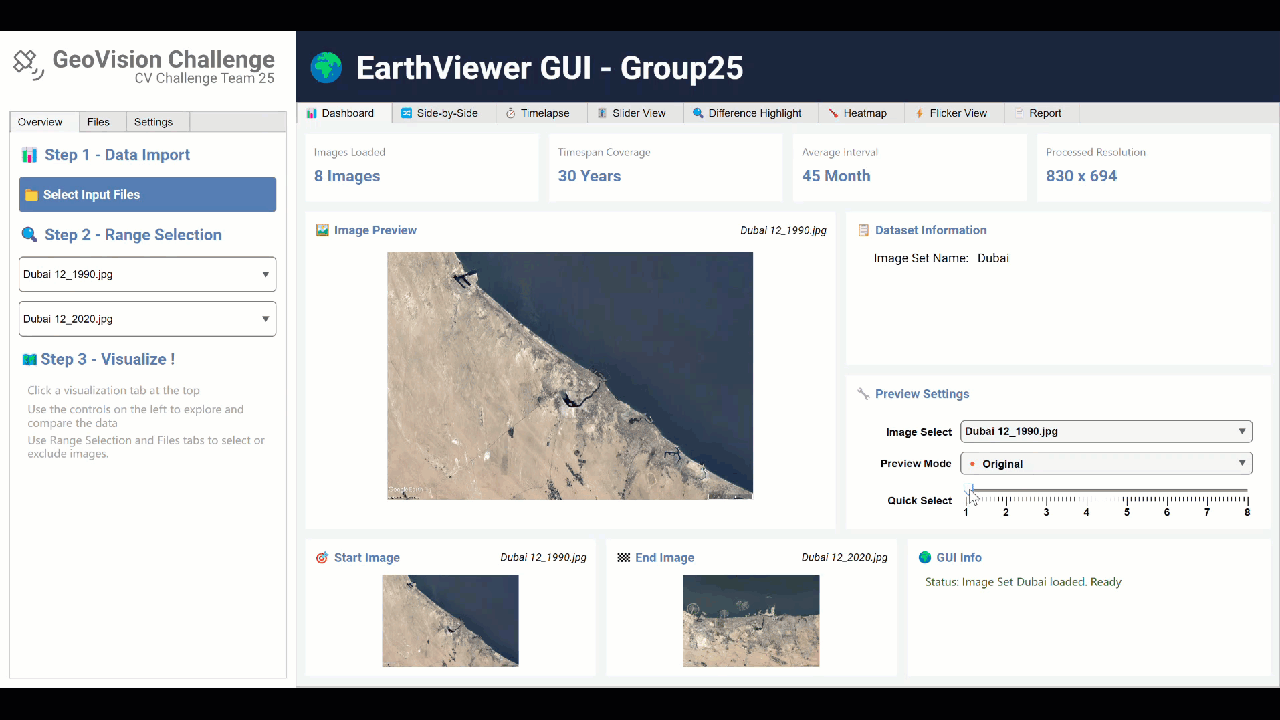 GeoVision Challenge
CV Challenge Team 25
EarthViewer GUI - Group25
Overview
Files
Settings
Dashboard
Side-by-Side
Timelapse
Slider View
Difference Highlight
Heatmap
Flicker View
Report
Step 1 - Data Import
Select Input Files
Step 2 - Range Selection
Dubai 12_1990.jpg
Dubai 12_2020.jpg
Step 3 - Visualize !
Click a visualization tab at the top
Use the controls on the left to explore and
compare the data
Use Range Selection and Files tabs to select or
exclude images.
Images Loaded
8 Images
Timespan Coverage
30 Years
Average Interval
45 Month
Processed Resolution
830 x 694
Image Preview
Dubai 12_1990.jpg
Dataset Information
Image Set Name: Dubai
Preview Settings
Image Select
Dubai 12_1990.jpg
Preview Mode
Original
Quick Select
1 2 3 4 5 6 7 8
Start Image
Dubai 12_1990.jpg
End Image
Dubai 12_2020.jpg
GUI Info
Status: Image Set Dubai loaded. Ready